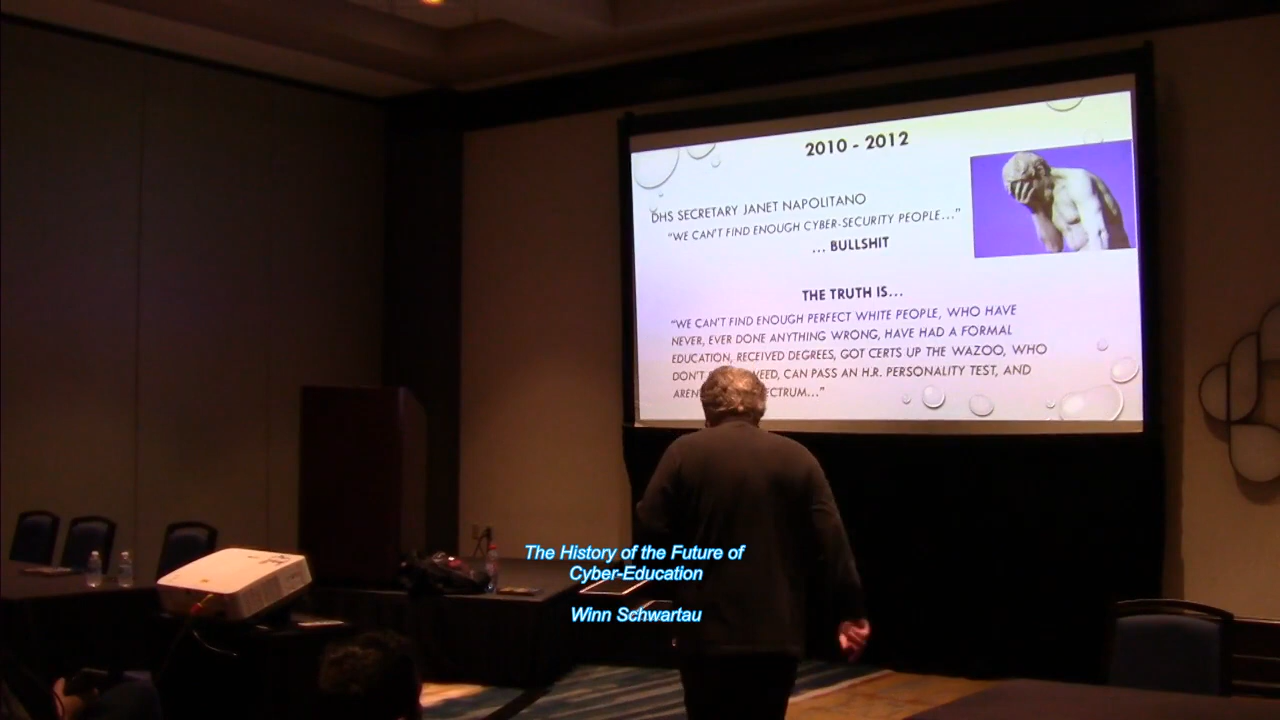 2010 - 2012
DHS SECRETARY JANET NAPOLITANO
"WE CAN'T FIND ENOUGH CYBER-SECURITY PEOPLE..."
... BULLSHIT
THE TRUTH IS...
"WE CAN'T FIND ENOUGH PERFECT WHITE PEOPLE, WHO HAVE
NEVER, EVER DONE ANYTHING WRONG, HAVE HAD A FORMAL
EDUCATION, RECEIVED DEGREES, GOT CERTS UP THE WAZOO, WHO
DON'T WEED, CAN PASS AN H.R. PERSONALITY TEST, AND
The History of the Future of
Cyber-Education
Winn Schwartau